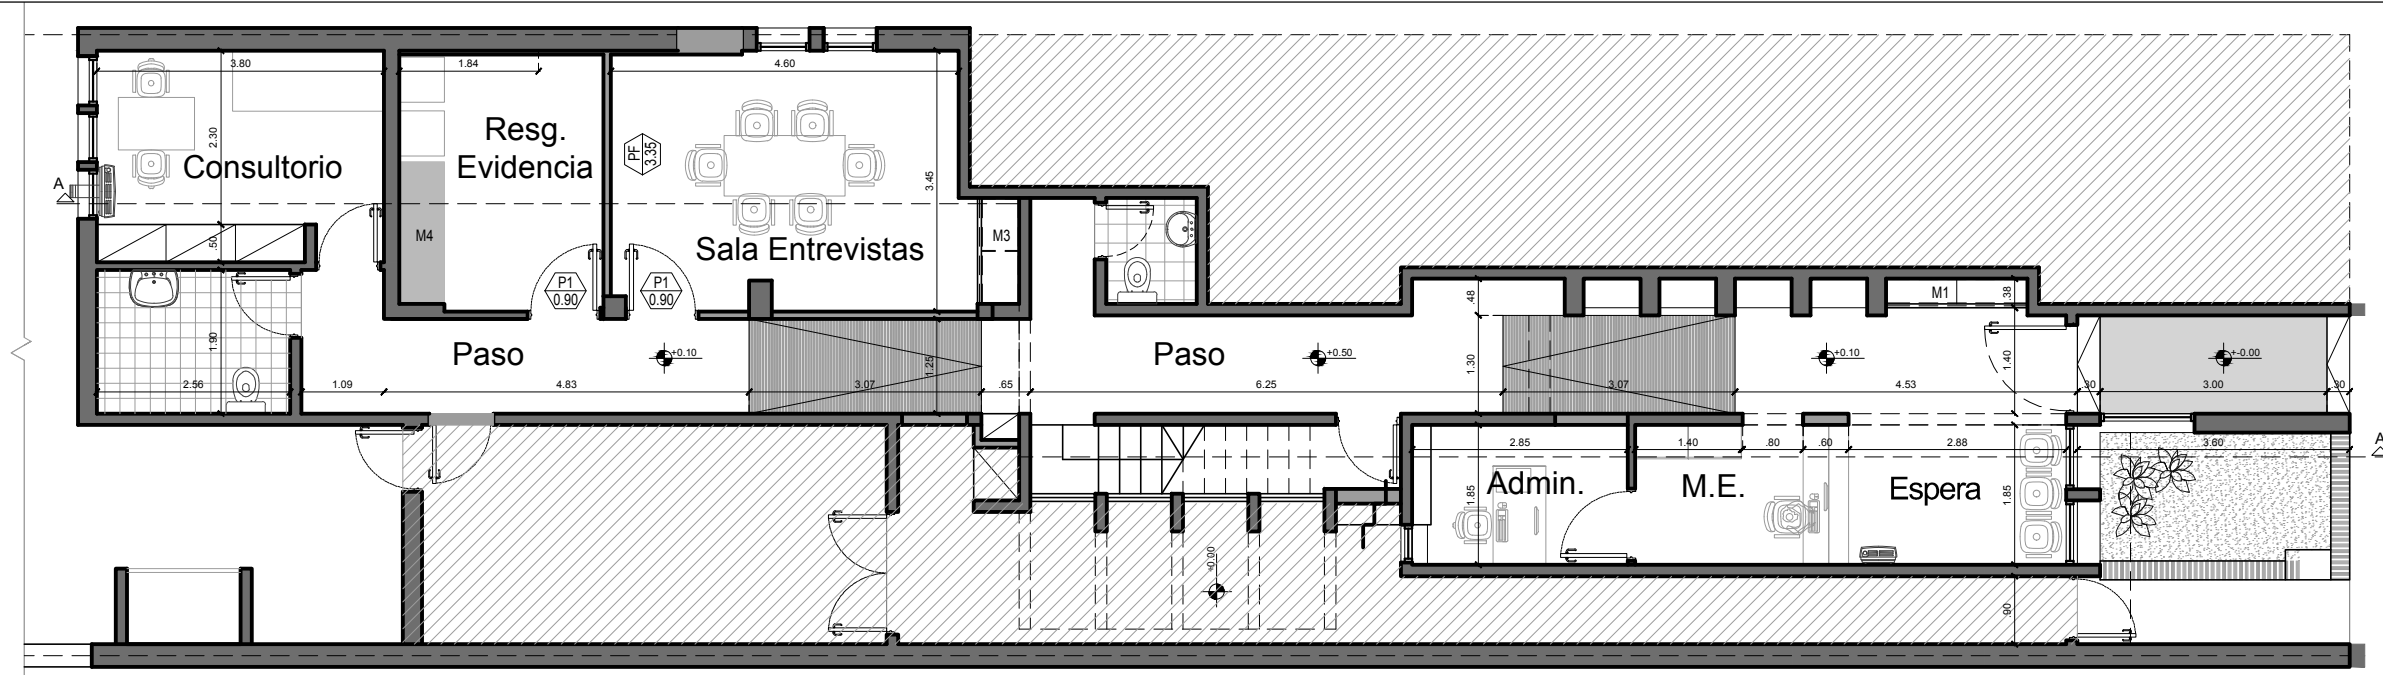 3.80
1.84
4.60
2.30
Resg.
Evidencia
PF
3.35
Consultorio
3.45
A
.50
M4
Sala Entrevistas
M3
P1
0.90
P1
0.90
.48
M1
.38
1.90
Paso
+0.10
1.25
Paso
+0.50
1.30
+0.10
1.40
+-0.00
2.56
1.09
4.83
3.07
.65
6.25
3.07
4.53
.30
3.00
.30
2.85
1.40
.80
.60
2.88
3.60
A
1.85
Admin.
M.E.
Espera
1.85
+0.00
.90